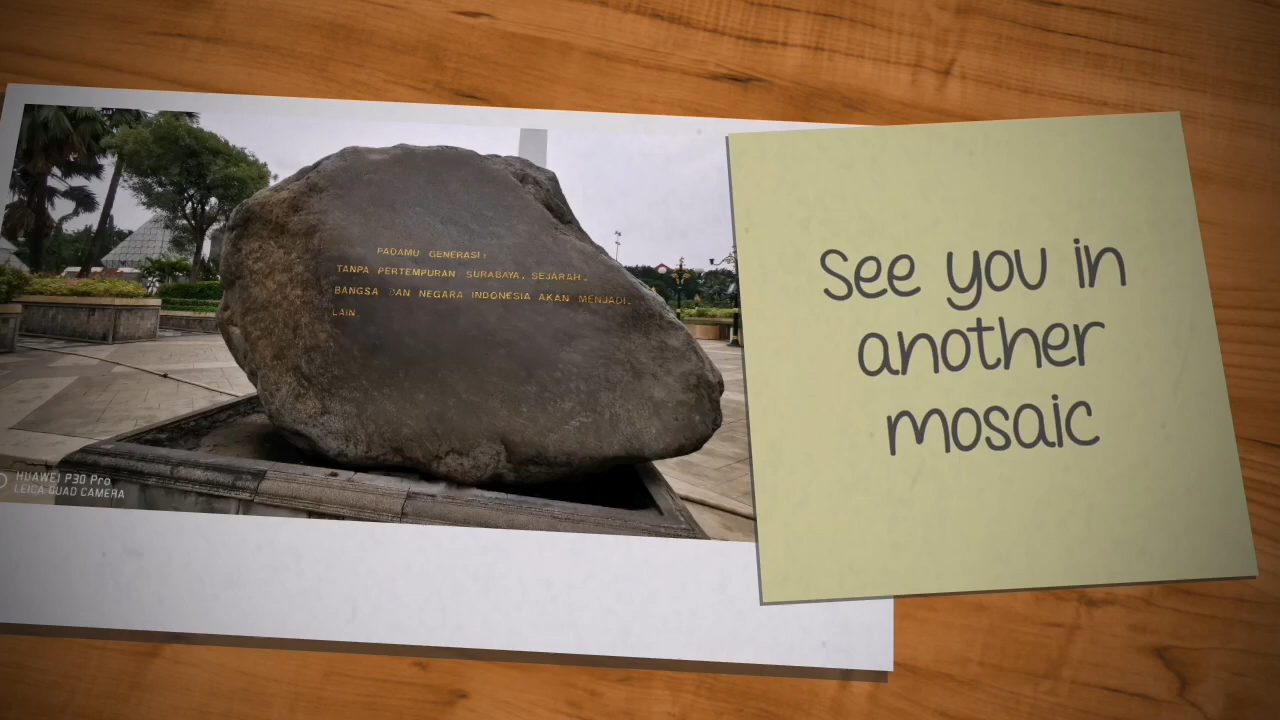 PADAMU GENERASI:
TANPA PERTEMPURAN SURABAYA, SEJARAH.
BANGSA DAN NEGARA INDONESIA AKAN MENJADI.
LAIN
HUAWEI P30 Pro
LEICA QUAD CAMERA
See you in
another
mosaic